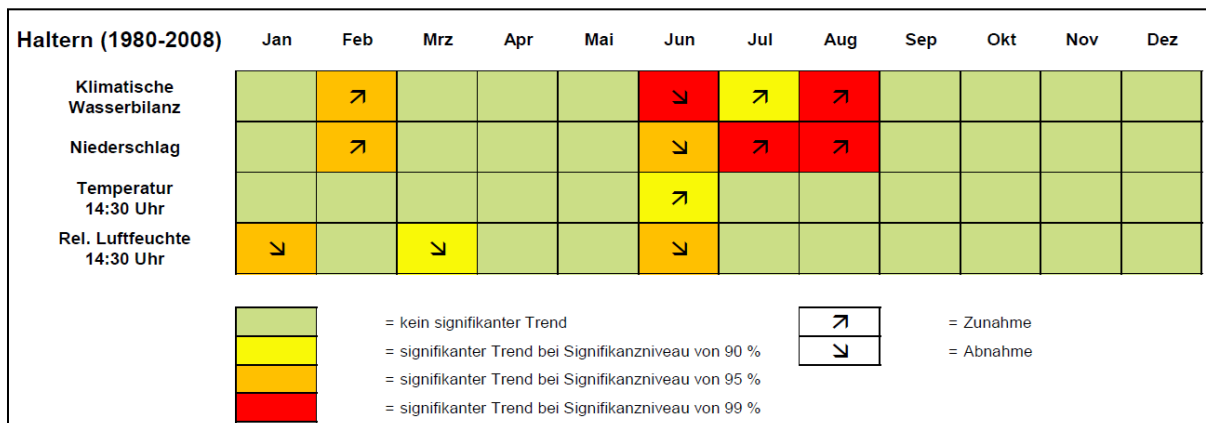 Haltern (1980-2008) Jan Feb Mrz Apr Mai Jun Jul Aug Sep Okt Nov Dez
Klimatische
Wasserbilanz ↗ ↘ ↗ ↗
Niederschlag ↗ ↘ ↗ ↗
Temperatur
14:30 Uhr ↗
Rel. Luftfeuchte
14:30 Uhr ↘ ↘ ↘
= kein signifikanter Trend ↗ = Zunahme
= signifikanter Trend bei Signifikanzniveau von 90 % ↘ = Abnahme
= signifikanter Trend bei Signifikanzniveau von 95 %
= signifikanter Trend bei Signifikanzniveau von 99 %